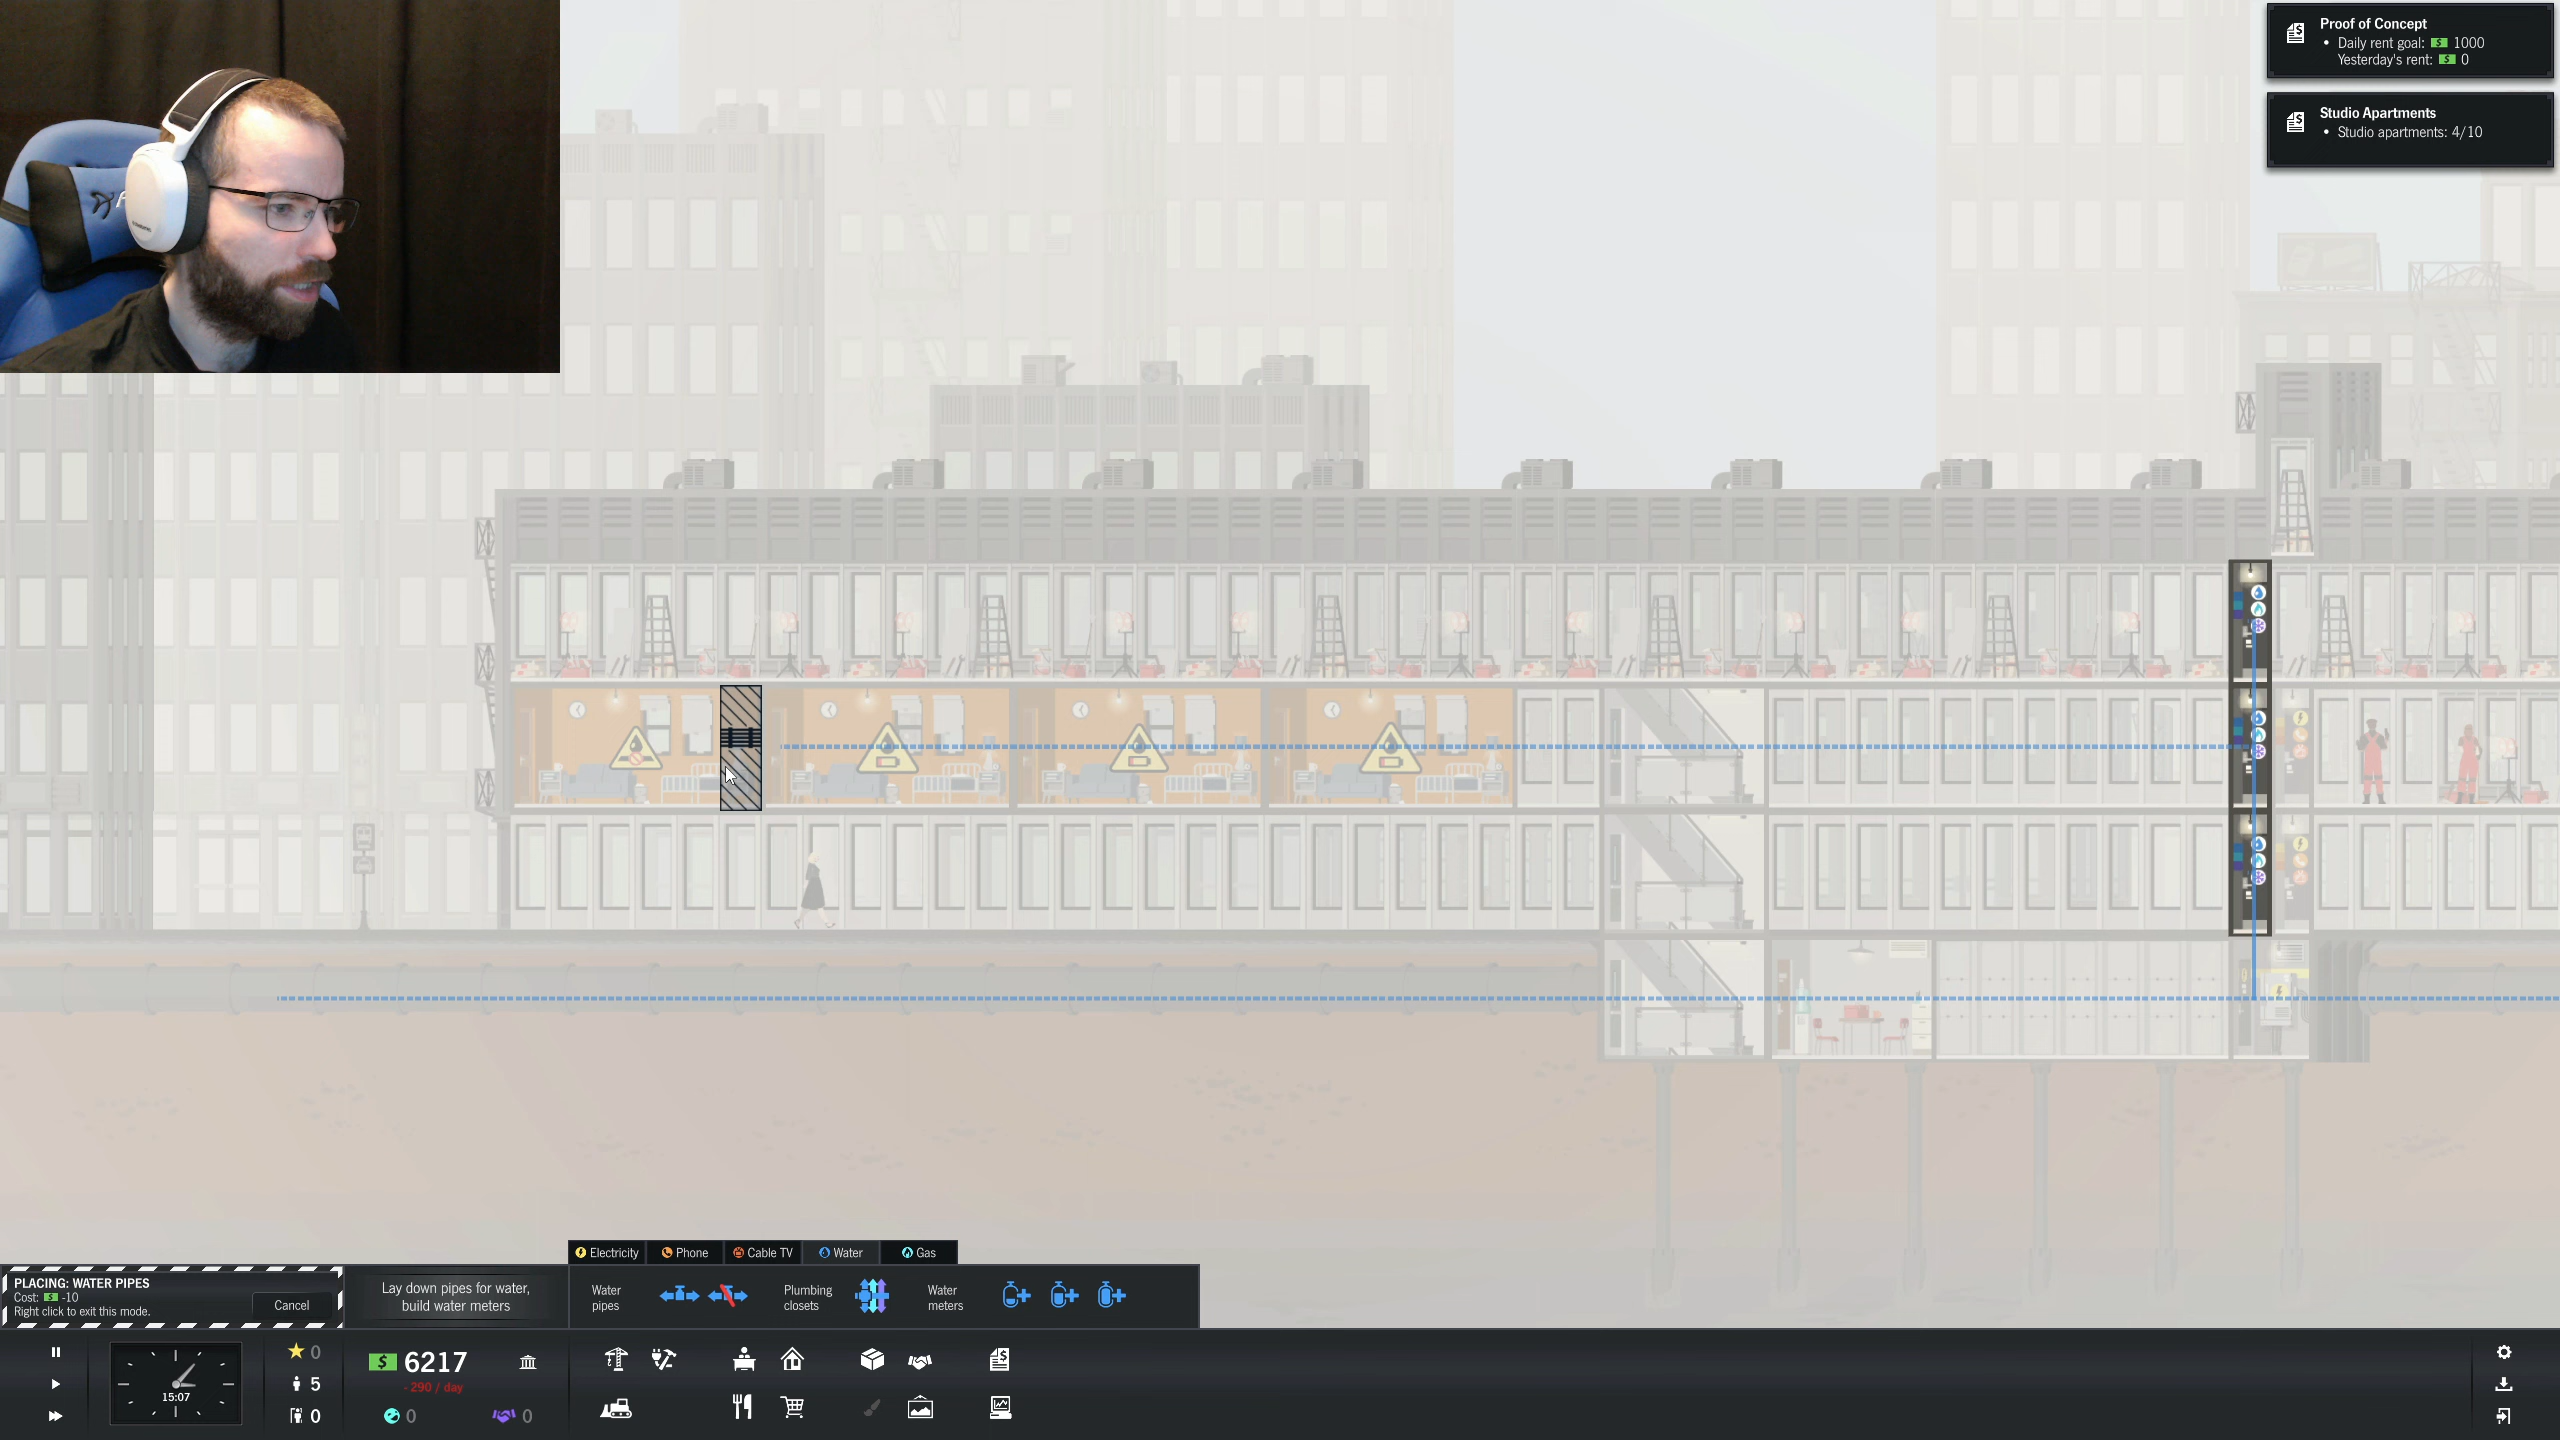 Proof of Concept
• Daily rent goal: $ 1000
Yesterday's rent: $ 0
Studio Apartments
• Studio apartments: 4/10
Electricity
Phone
Cable TV
Water
Gas
PLACING: WATER PIPES
Cost: $ -10
Right click to exit this mode.
Cancel
Lay down pipes for water,
build water meters
Water
pipes
Plumbing
closets
Water
meters
15:07
0
5
0
$ 6217
- 290 / day
0
0